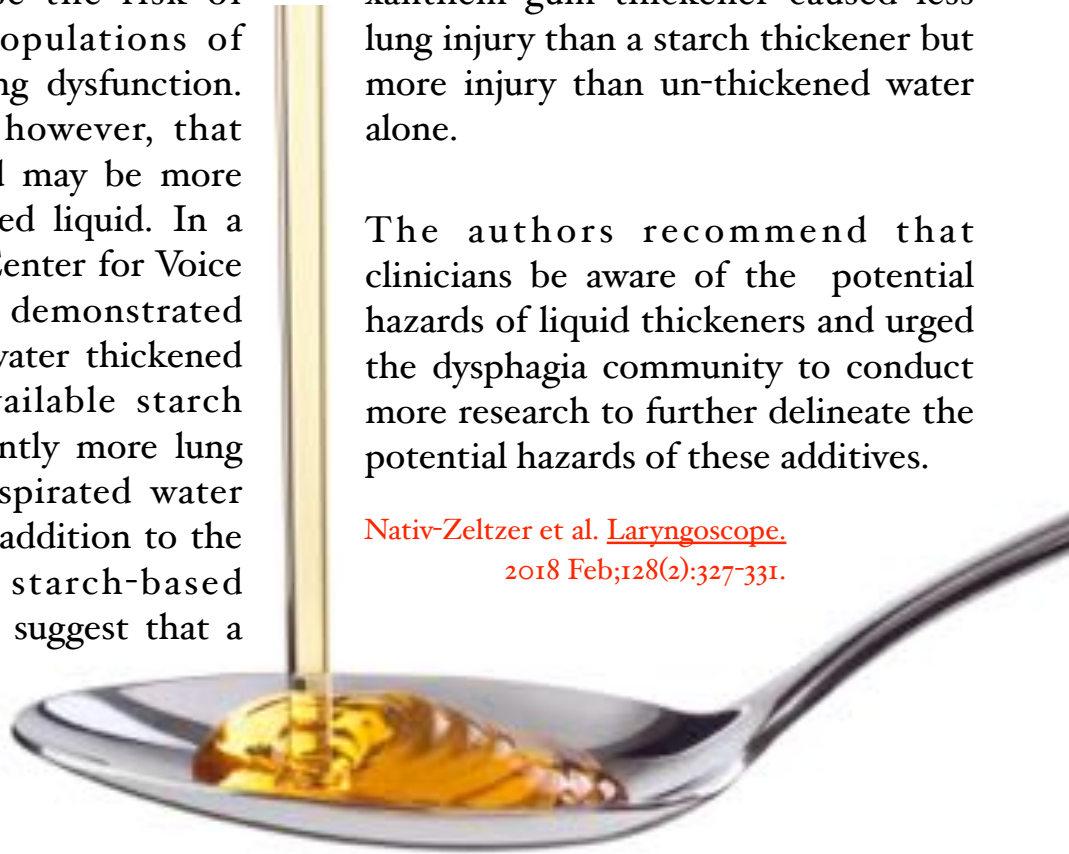 opulations of
ng dysfunction.
however, that
may be more
ed liquid. In a
Center for Voice
demonstrated
water thickened
ailable starch
ntly more lung
spirated water
addition to the
starch-based
suggest that a
lung injury than a starch thickener but
more injury than un-thickened water
alone.
The authors recommend that
clinicians be aware of the potential
hazards of liquid thickeners and urged
the dysphagia community to conduct
more research to further delineate the
potential hazards of these additives.
Nativ-Zeltzer et al. Laryngoscope.
2018 Feb;128(2):327-331.